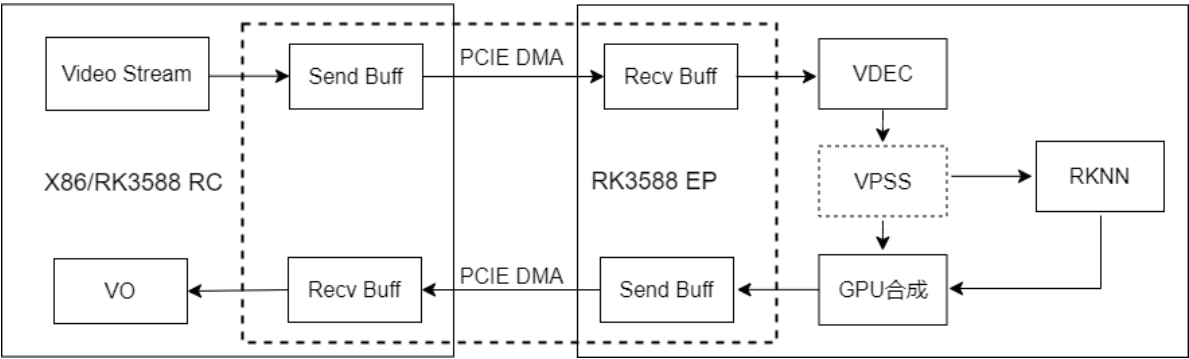 Video Stream
Send Buff
PCIE DMA
Recv Buff
VDEC
X86/RK3588 RC
RK3588 EP
VPSS
RKNN
VO
Recv Buff
PCIE DMA
Send Buff
GPU合成